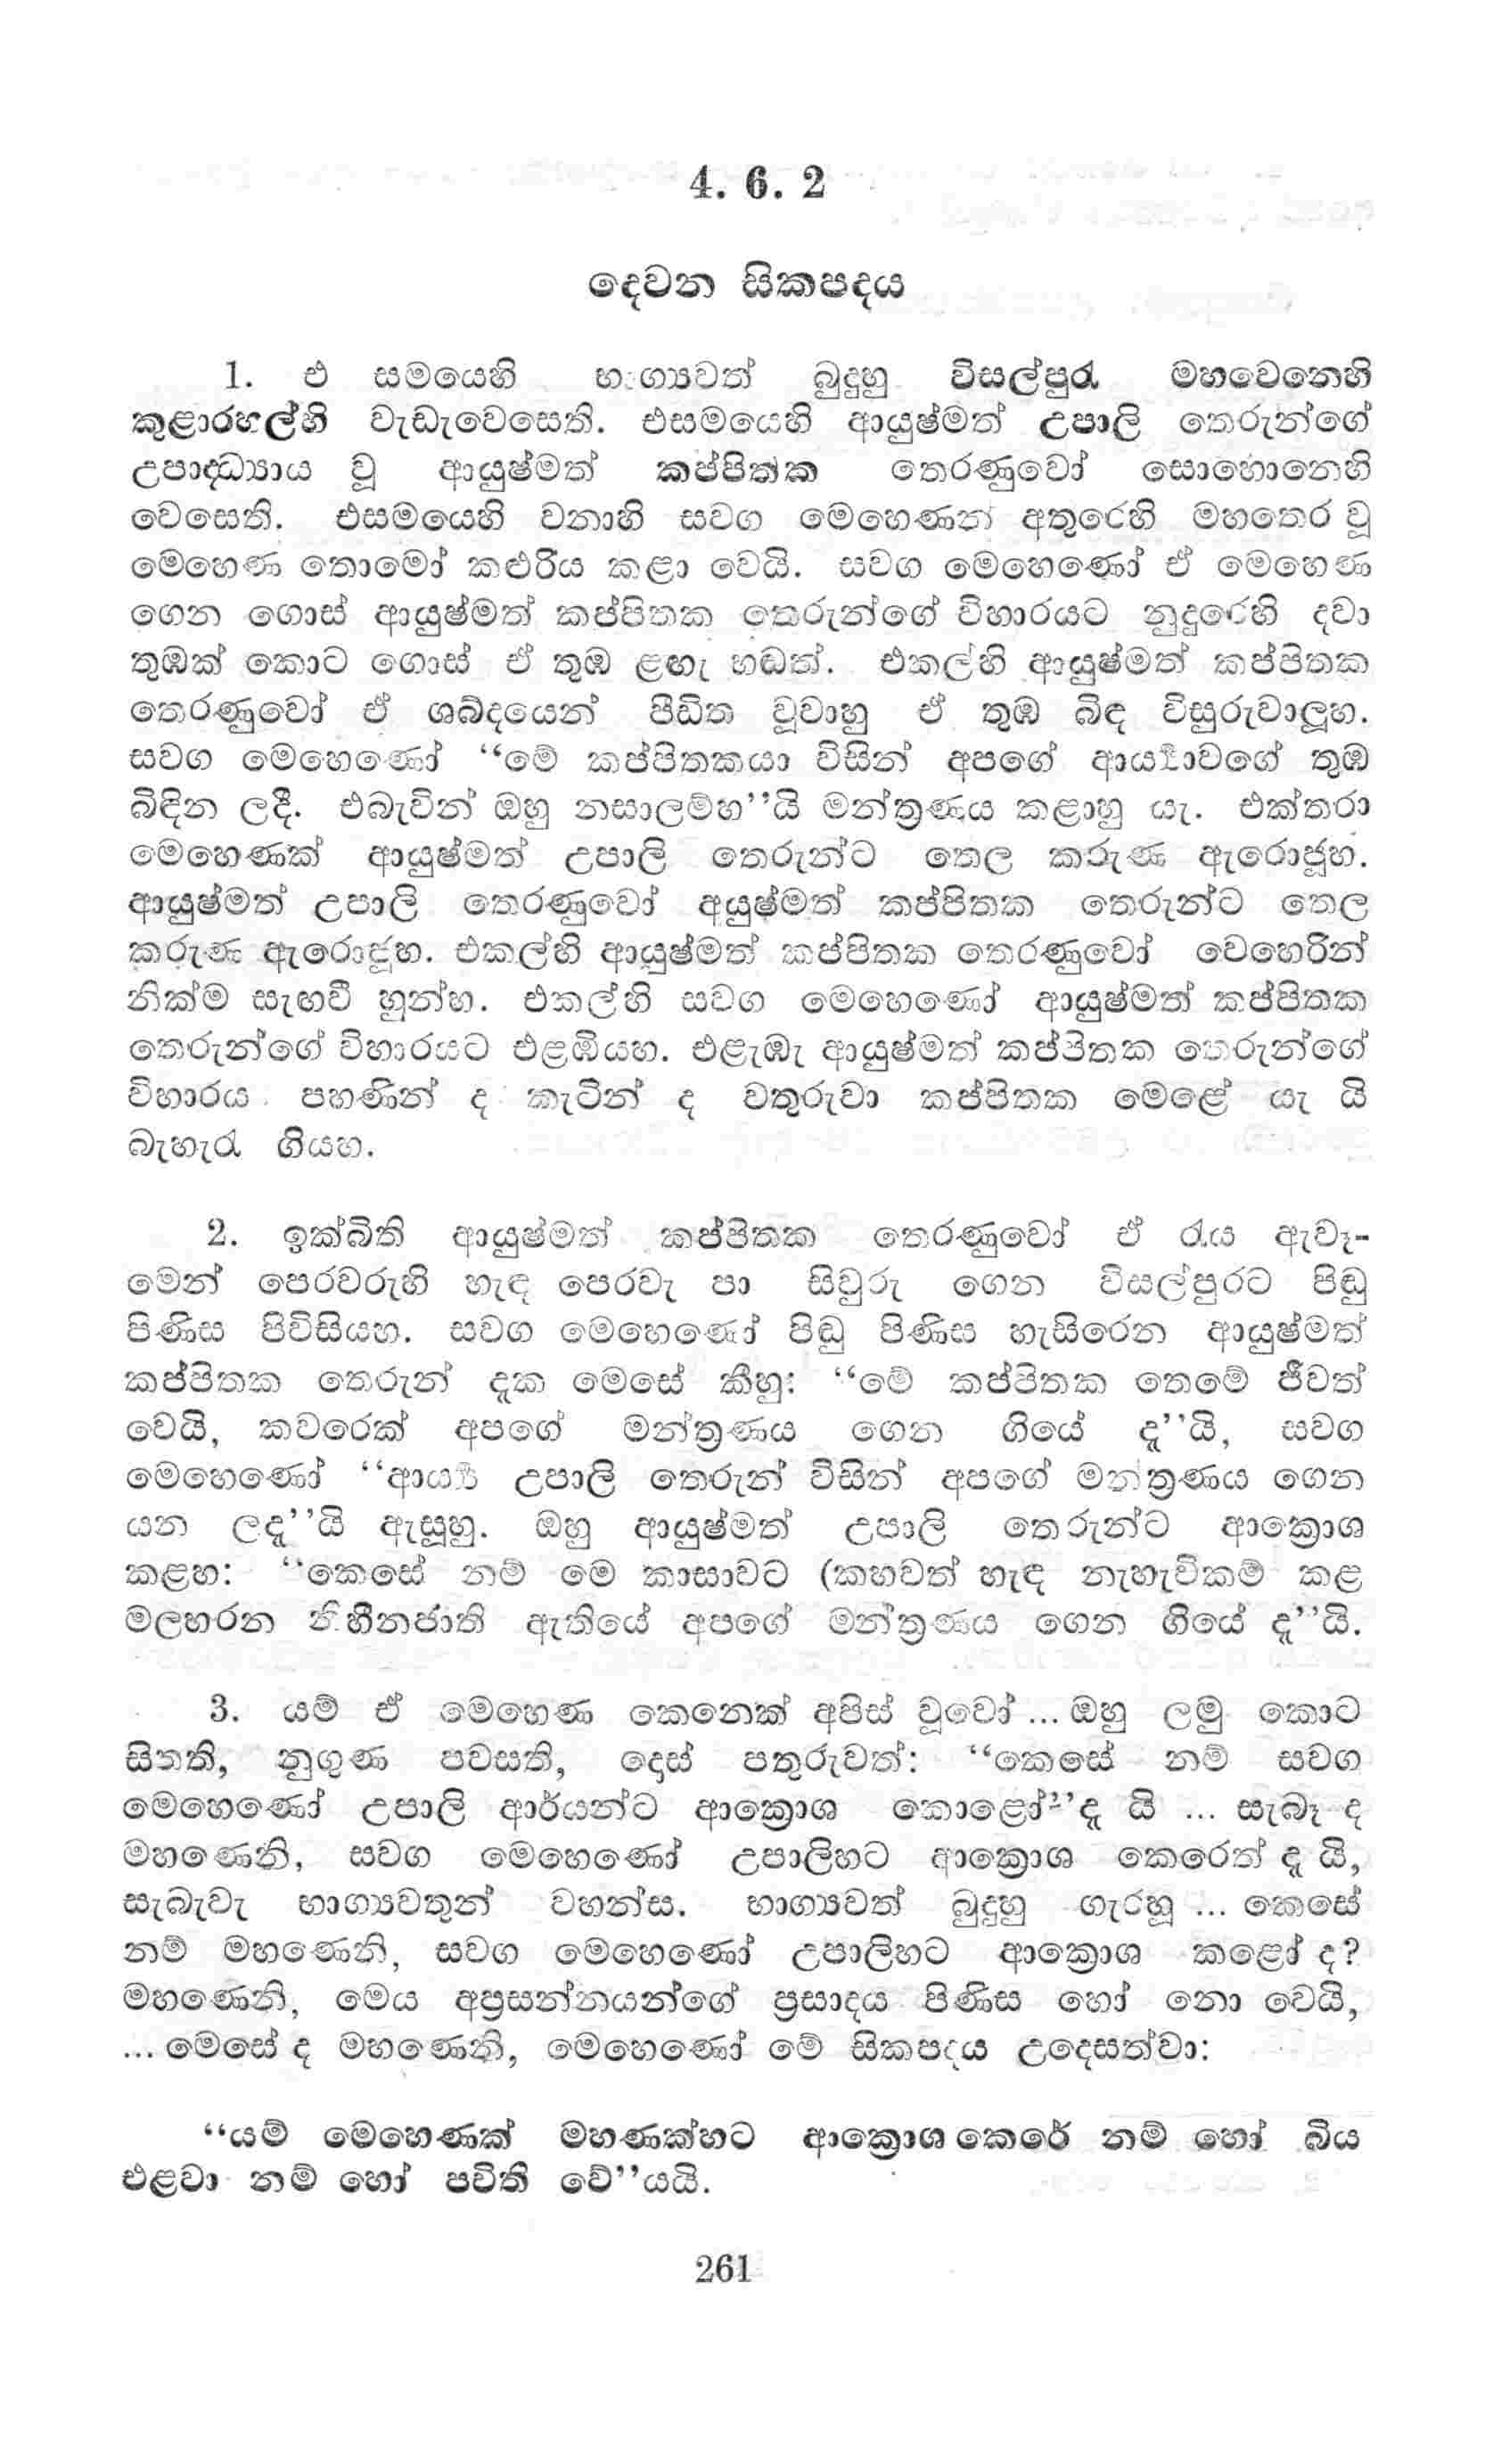 4. 6. 2
දෙවන සිකපදය
1. එ සමයෙහි භාග්‍යවත් බුදුහු විසල්පුරැ මහවෙනෙහි
කුළාරහල්හි වැඩැවෙසෙති. එසමයෙහි ආයුෂ්මත් උපාලි තෙරුන්ගේ
උපාද්ධ්‍යාය වූ ආයුෂ්මත් කප්පිතක තෙරණුවෝ සොහොනෙහි
වෙසෙති. එසමයෙහි වනාහි සවග මෙහෙණන් අතුරෙහි මහතෙර වූ
මෙහෙණ තොමෝ කළුරිය කළා වෙයි. සවග මෙහෙණෝ ඒ මෙහෙණ
ගෙන ගොස් ආයුෂ්මත් කප්පිතක තෙරුන්ගේ විහාරයට නුදුරෙහි දවා
තුඹක් කොට ගොස් ඒ තුඹ ළඟැ හඬත්. එකල්හි ආයුෂ්මත් කප්පිතක
තෙරණුවෝ ඒ ශබ්දයෙන් පීඩිත වූවාහු ඒ තුඹ බිඳ විසුරුවාලූහ.
සවග මෙහෙණෝ “මේ කප්පිතකයා විසින් අපගේ ආර්‍ය්‍යාවගේ තුඹ
බිඳින ලදී. එබැවින් ඔහු නසාලම්හ”යි මන්ත්‍රණය කළාහු යැ. එක්තරා
මෙහෙණක් ආයුෂ්මත් උපාලි තෙරුන්ට තෙල කරුණ ඇරොජූහ.
ආයුෂ්මත් උපාලි තෙරණුවෝ අයුෂ්මත් කප්පිතක තෙරුන්ට තෙල
කරුණ ඇරොජූහ. එකල්හි ආයුෂ්මත් කප්පිතක තෙරණුවෝ වෙහෙරින්
නික්ම සැඟවී හුන්හ. එකල්හි සවග මෙහෙණෝ ආයුෂ්මත් කප්පිතක
තෙරුන්ගේ විහාරයට එළඹියහ. එළැඹැ ආයුෂ්මත් කප්පිතක තෙරුන්ගේ
විහාරය පහණින් ද කැටින් ද වතුරුවා කප්පිතක මෙළේ යැ යි
බැහැරැ ගියහ.
2. ඉක්බිති ආයුෂ්මත් කප්පිතක තෙරණුවෝ ඒ රැය ඇවෑ-
මෙන් පෙරවරුහි හැඳ පෙරවැ පා සිවුරු ගෙන විසල්පුරට පිඬු
පිණිස පිවිසියහ. සවග මෙහෙණෝ පිඬු පිණිස හැසිරෙන ආයුෂ්මත්
කප්පිතක තෙරුන් දැක මෙසේ කීහු: “මේ කප්පිතක තෙමේ ජීවත්
වෙයි, කවරෙක් අපගේ මන්ත්‍රණය ගෙන ගියේ දැ”යි, සවග
මෙහෙණෝ “ආර්‍ය්‍ය උපාලි තෙරුන් විසින් අපගේ මන්ත්‍රණය ගෙන
යන ලදැ”යි ඇසූහු. ඔහු ආයුෂ්මත් උපාලි තෙරුන්ට ආක්‍රොශ
කළහ: “කෙසේ නම් මෙ කාසාවට (කහවත් හැඳ නැහැවිකම් කළ
මලහරන නිහීනජාති ඇතියේ අපගේ මන්ත්‍රණය ගෙන ගියේ දැ”යි.
3. යම් ඒ මෙහෙණ කෙනෙක් අපිස් වූවෝ ... ඔහු ලමු කොට
සිතති, නුගුණ පවසති, දොස් පතුරුවත්: “කෙසේ නම් සවග
මෙහෙණෝ උපාලි ආර්යන්ට ආක්‍රොශ කොළෝ”දැ යි ... සැබෑ ද
මහණෙනි, සවග මෙහෙණෝ උපාලිහට ආක්‍රොශ කෙරෙත් දැ යි,
සැබැවැ භාග්‍යවතුන් වහන්ස. භාග්‍යවත් බුදුහු ගැරහූ ... කෙසේ
නම් මහණෙනි, සවග මෙහෙණෝ උපාලිහට ආක්‍රොශ කළෝ ද?
මහණෙනි, මෙය අප්‍රසන්නයන්ගේ ප්‍රසාදය පිණිස හෝ නො වෙයි,
... මෙසේ ද මහණෙනි, මෙහෙණෝ මේ සිකපදය උදෙසත්වා:
“යම් මෙහෙණක් මහණක්හට ආක්‍රොශ කෙරේ නම් හෝ බිය
එළවා නම් හෝ පචිති වේ”යයි.
261